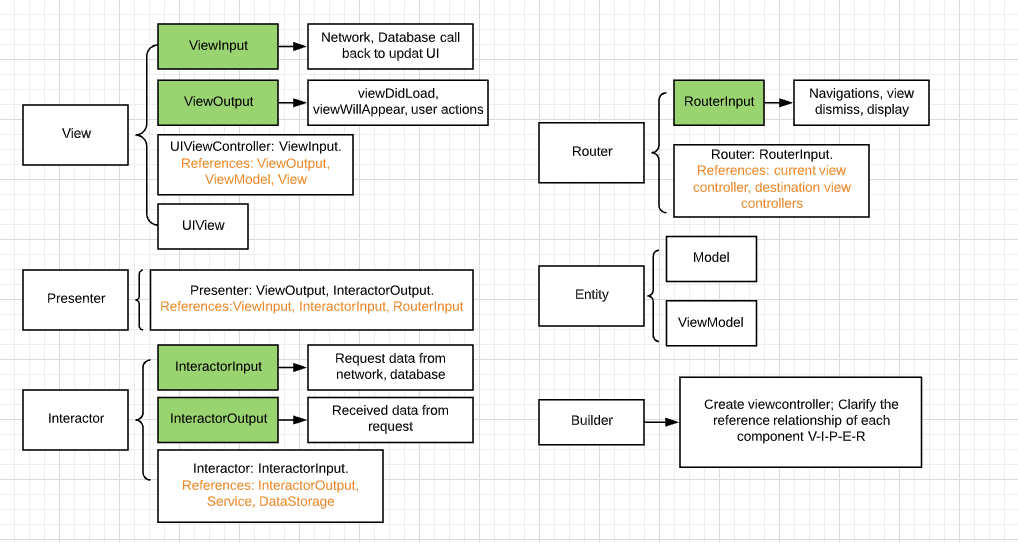 View
ViewInput
Network, Database call
back to updat UI
ViewOutput
viewDidLoad,
viewWillAppear, user actions
UIViewController: ViewInput.
References: ViewOutput,
ViewModel, View
UIView
Presenter
Presenter: ViewOutput, InteractorOutput.
References:ViewInput, InteractorInput, RouterInput
Interactor
InteractorInput
Request data from
network, database
InteractorOutput
Received data from
request
Interactor: InteractorInput.
References: InteractorOutput,
Service, DataStorage
Router
RouterInput
Navigations, view
dismiss, display
Router: RouterInput.
References: current view
controller, destination view
controllers
Entity
Model
ViewModel
Builder
Create viewcontroller; Clarify the
reference relationship of each
component V-I-P-E-R